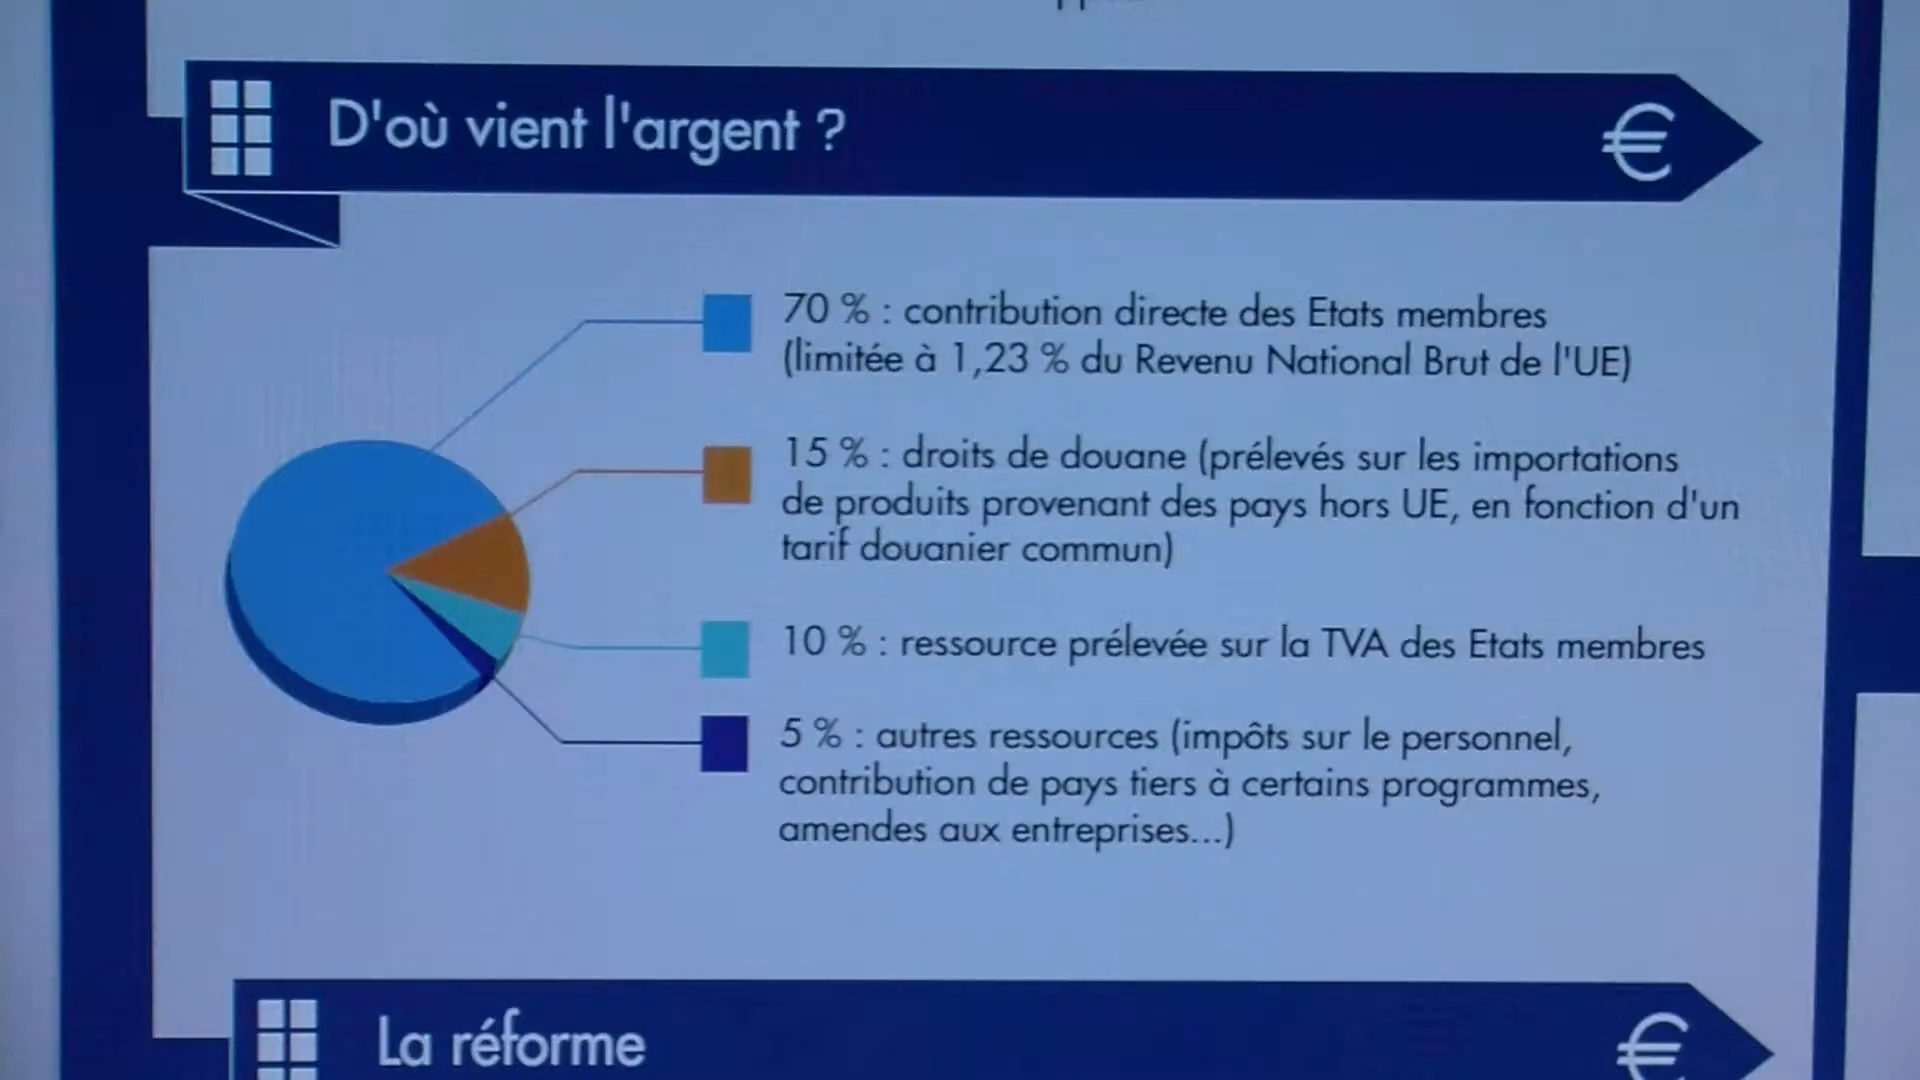 D'où vient l'argent ?
€
70 % : contribution directe des Etats membres
(limitée à 1,23 % du Revenu National Brut de l'UE)
15 % : droits de douane (prélevés sur les importations
de produits provenant des pays hors UE, en fonction d'un
tarif douanier commun)
10 % : ressource prélevée sur la TVA des Etats membres
5 % : autres ressources (impôts sur le personnel,
contribution de pays tiers à certains programmes,
amendes aux entreprises...)
La réforme
€